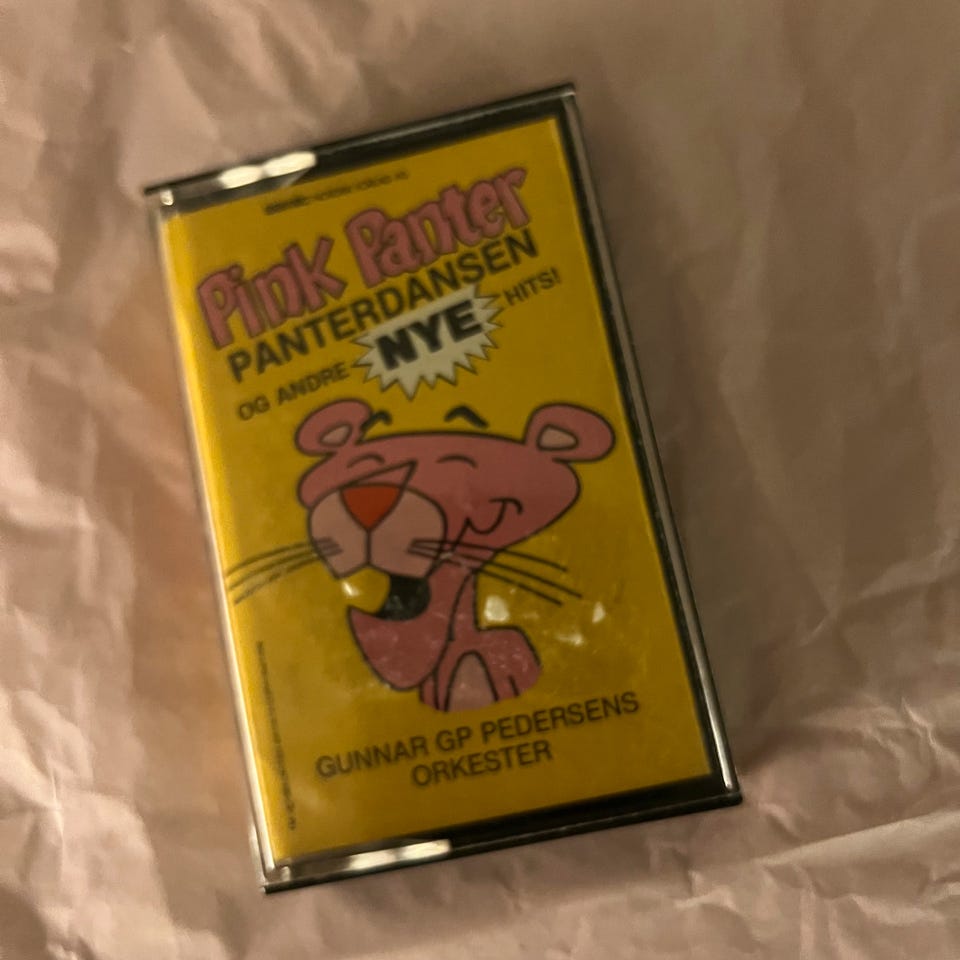 Pink Panter
PANTERDANSEN
OG ANDRE NYE HITS!
GUNNAR GP PEDERSENS
ORKESTER